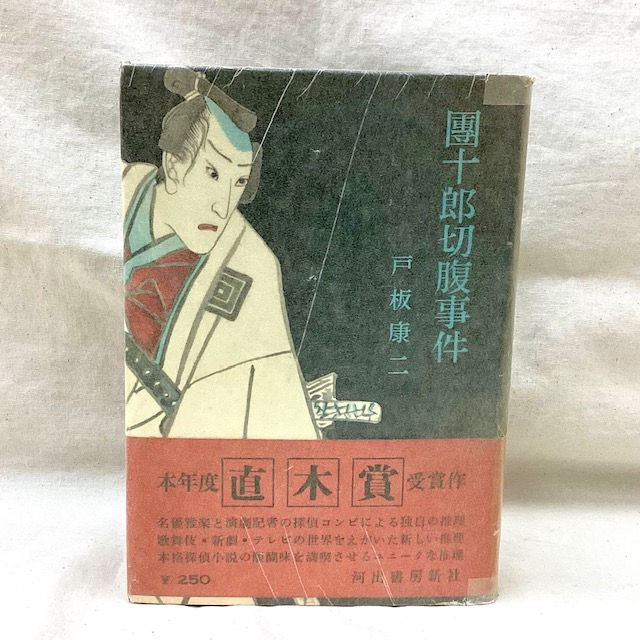 團十郎切腹事件
戸板康二
本年度 直木賞 受賞作
名優雅楽と演劇記者の探偵コンビによる独自の推理
歌舞伎・新劇・テレビの世界をえがいた新しい推理
本格探偵小説の醍醐味を満喫させるユニークな推理
¥250 河出書房新社